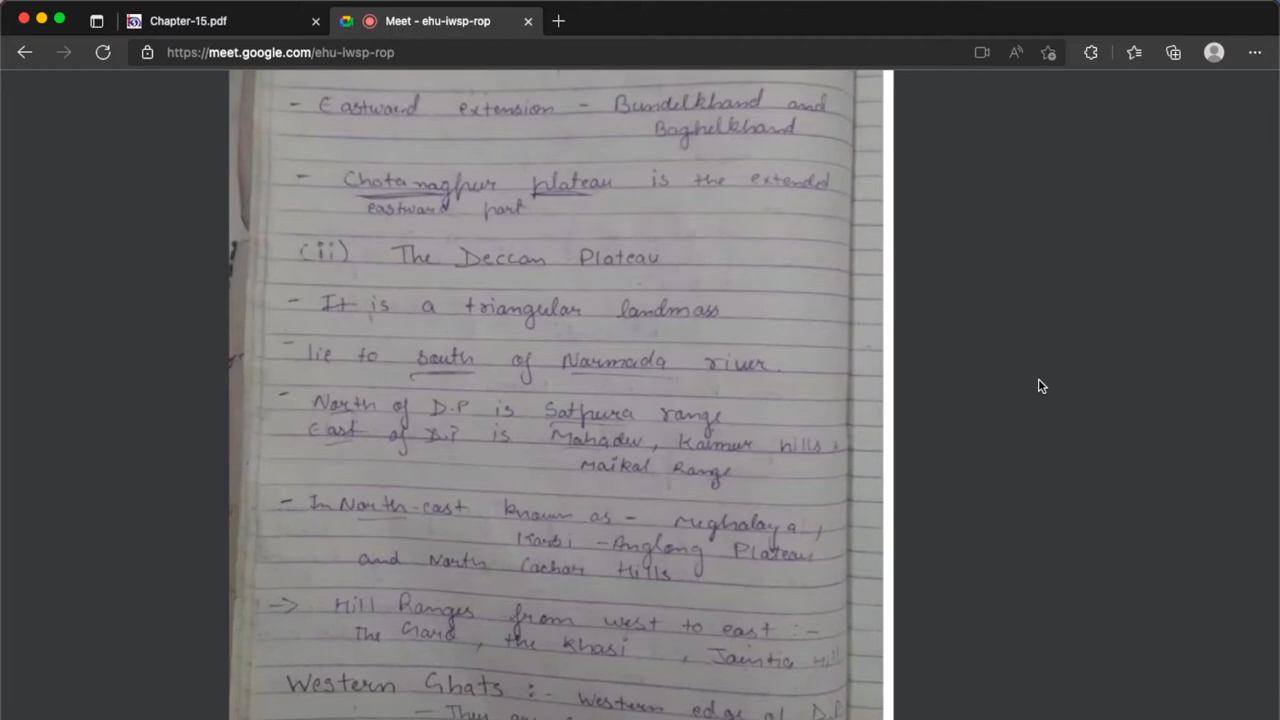 Chapter-15.pdf
Meet - ehu-iwsp-rop
https://meet.google.com/ehu-iwsp-rop
- Eastward extension - Bundelkhand and
Baghelkhand
- Chotanagpur plateau is the extended
eastward part
(ii) The Deccan Plateau
- It is a triangular landmass
- lie to south of Narmada river.
- North of D.P is Satpura range
East of D.P is Mahadev, Kaimur hills.
Maikal Range
- In North-east known as - Meghalaya,
Karbi - Anglong Plateau
and North Cachar Hills
-> Hill Ranges from west to east :-
The Garo, the Khasi, Jaintia Hill
Western Ghats :- Western edge of D.P
- They are